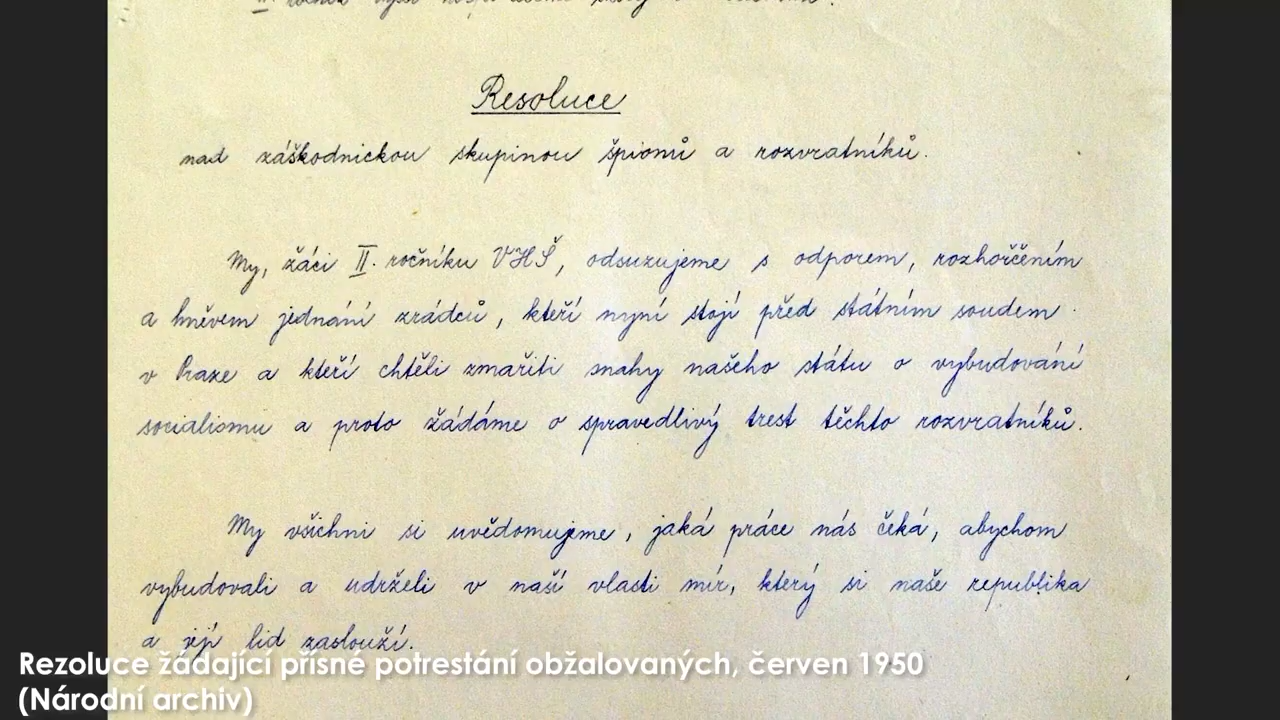 Resoluce
nad záškodnickou skupinou špionů a rozvratníků.
My, žáci II. ročníku VHŠ, odsuzujeme s odporem, rozhořčením
a hněvem jednání zrádců, kteří nyní stojí před státním soudem
v Praze a kteří chtěli zmařiti snahy našeho státu o vybudování
socialismu a proto žádáme o spravedlivý trest těchto rozvratníků.
My všichni si uvědomujeme, jaká práce nás čeká, abychom
vybudovali a udrželi v naší vlasti mír, který si naše republika
a její lid zaslouží.
Rezoluce žádající přísné potrestání obžalovaných, červen 1950
(Národní archiv)